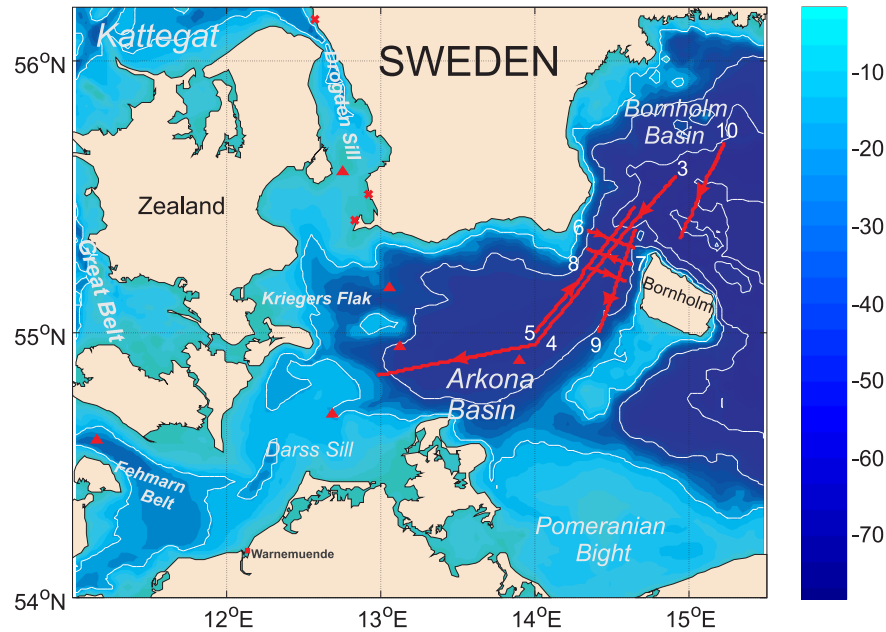 Kattegat
SWEDEN
Drogden Sill
56°N
-10
-20
-30
-40
-50
-60
-70
Bornholm
Basin
10
3
Zealand
6
8
7
Great Belt
Kriegers Flak
Bornholm
55°N
5
4
9
Arkona
Basin
Darss Sill
Fehmarn
Belt
Pomeranian
Bight
Warnemuende
54°N
12°E
13°E
14°E
15°E